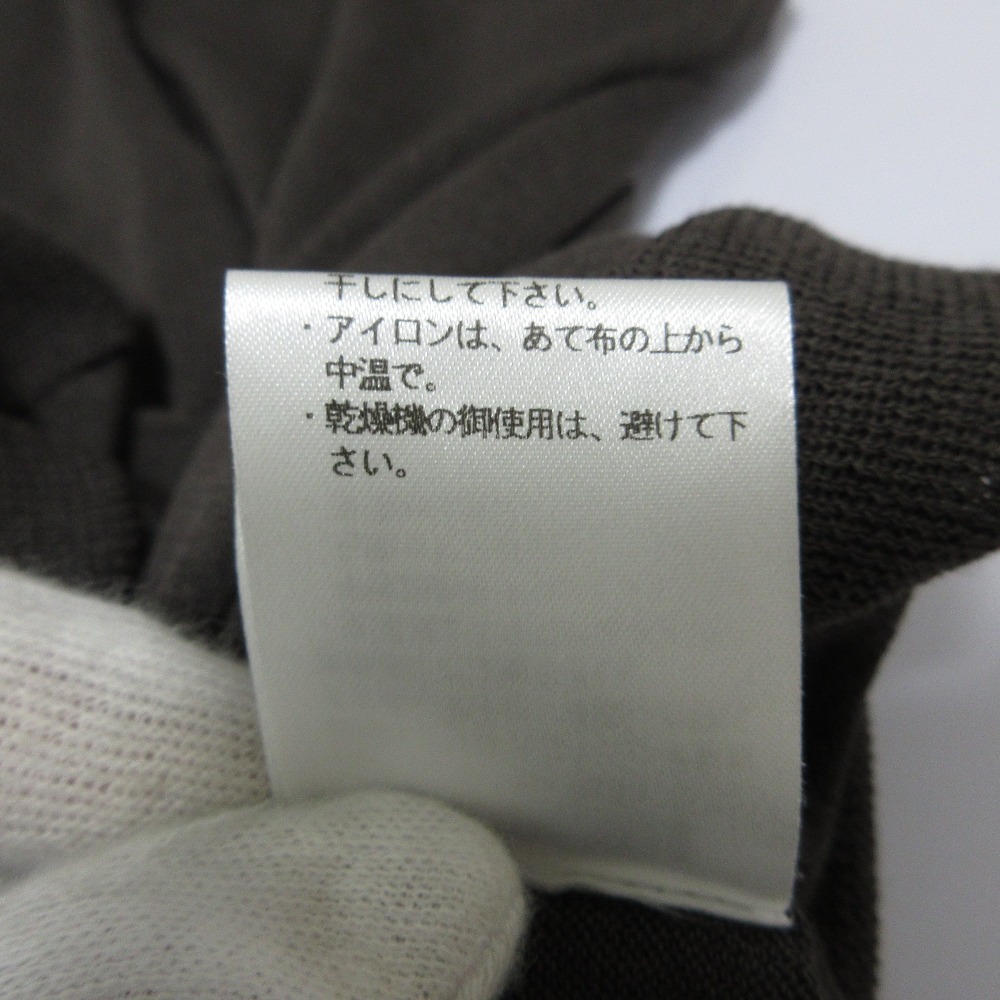 干しにして下さい。
・アイロンは、あて布の上から
中温で。
・乾燥機の御使用は、避けて下
さい。